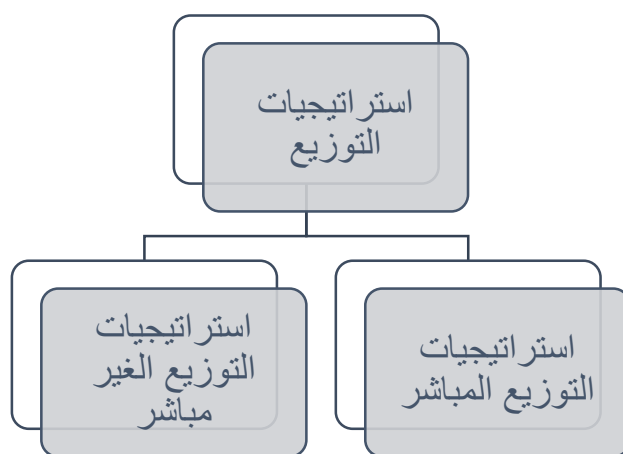 استراتيجيات
التوزيع
استراتيجيات
التوزيع المباشر
استراتيجيات
التوزيع الغير
مباشر